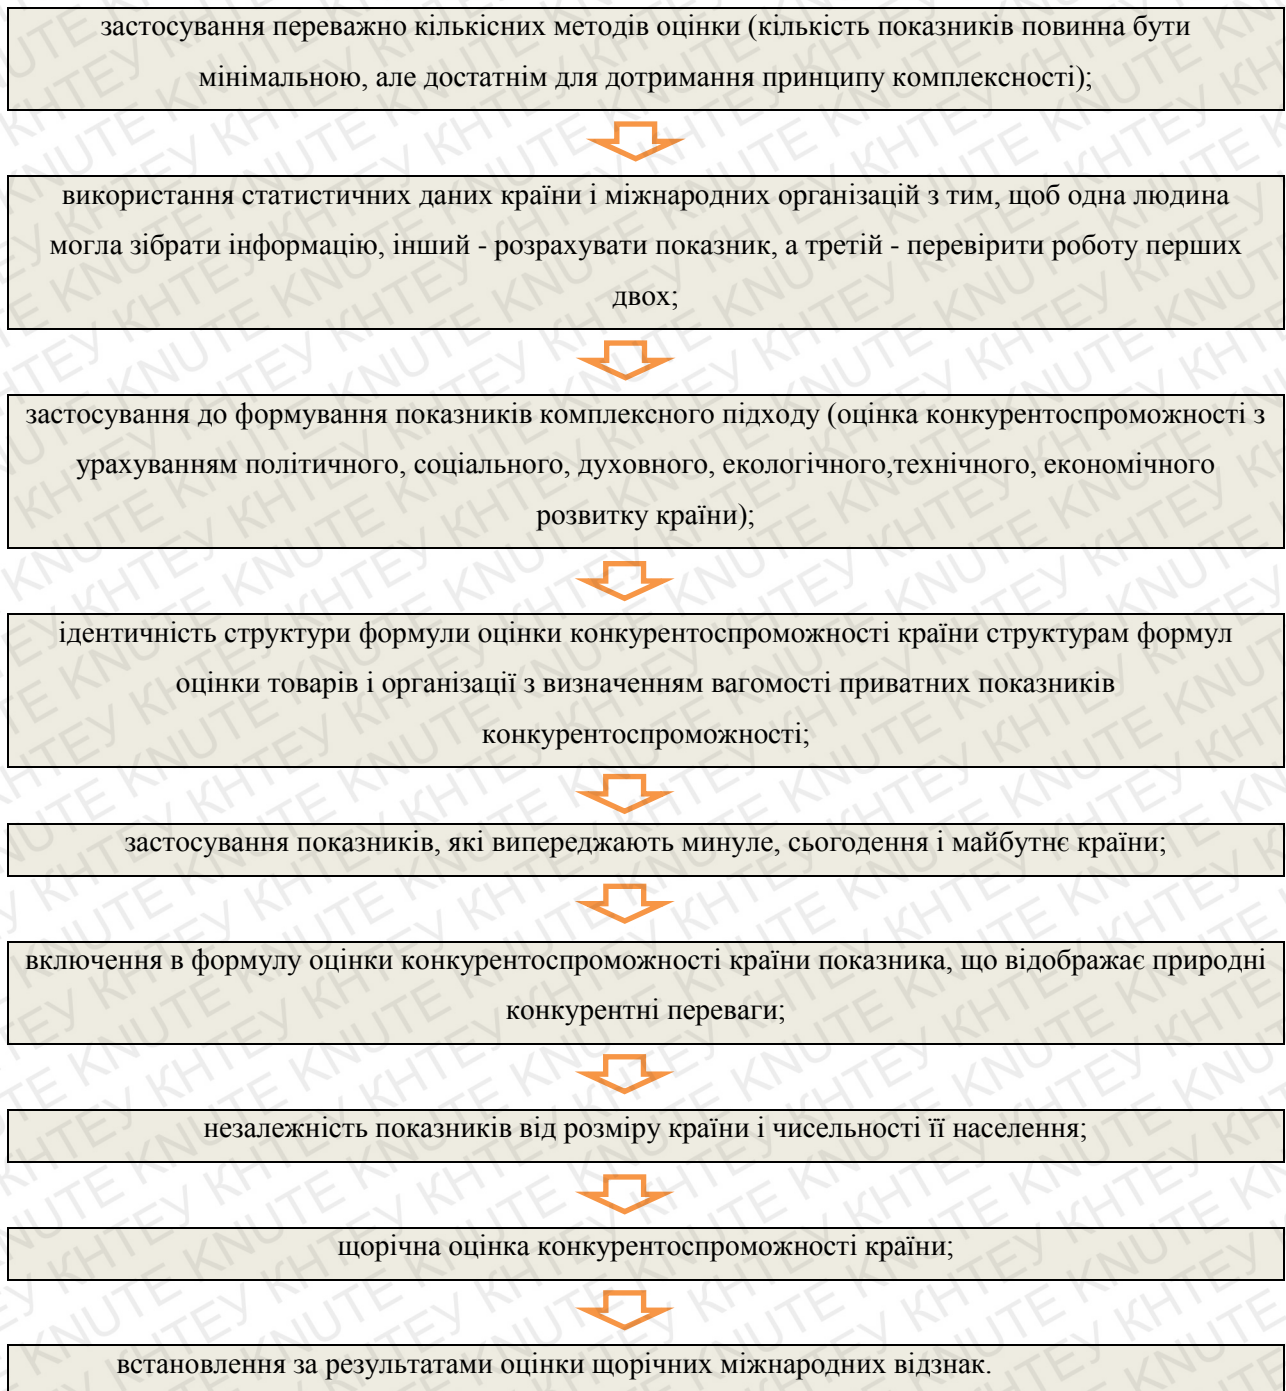 застосування переважно кількісних методів оцінки (кількість показників повинна бути
мінімальною, але достатнім для дотримання принципу комплексності);
використання статистичних даних країни і міжнародних організацій з тим, щоб одна людина
могла зібрати інформацію, інший - розрахувати показник, а третій - перевірити роботу перших
двох;
застосування до формування показників комплексного підходу (оцінка конкурентоспроможності з
урахуванням політичного, соціального, духовного, екологічного,технічного, економічного
розвитку країни);
ідентичність структури формули оцінки конкурентоспроможності країни структурам формул
оцінки товарів і організації з визначенням вагомості приватних показників
конкурентоспроможності;
застосування показників, які випереджають минуле, сьогодення і майбутнє країни;
включення в формулу оцінки конкурентоспроможності країни показника, що відображає природні
конкурентні переваги;
незалежність показників від розміру країни і чисельності її населення;
щорічна оцінка конкурентоспроможності країни;
встановлення за результатами оцінки щорічних міжнародних відзнак.